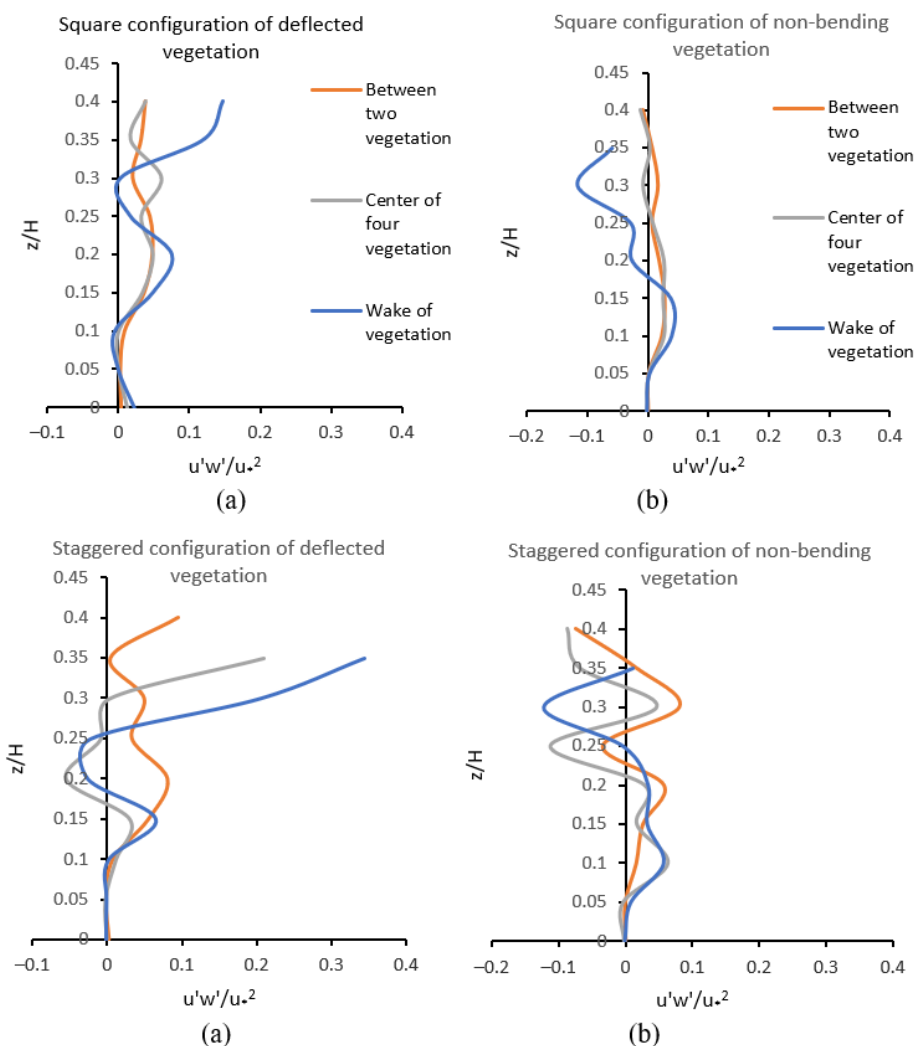 Square configuration of deflected
vegetation
0.45
0.4
0.35
0.3
0.25
0.2
0.15
0.1
0.05
0
z/H
−0.1 0 0.1 0.2 0.3 0.4
u'w'/u*²
Between
two
vegetation
Center of
four
vegetation
Wake of
vegetation
(a)
Square configuration of non-bending
vegetation
0.45
0.4
0.35
0.3
0.25
0.2
0.15
0.1
0.05
0
z/H
−0.2 −0.1 0 0.1 0.2 0.3 0.4
u'w'/u*²
Between
two
vegetation
Center of
four
vegetation
Wake of
vegetation
(b)
Staggered configuration of deflected
vegetation
0.45
0.4
0.35
0.3
0.25
0.2
0.15
0.1
0.05
0
z/H
−0.1 0 0.1 0.2 0.3 0.4
u'w'/u*²
(a)
Staggered configuration of non-bending
vegetation
0.45
0.4
0.35
0.3
0.25
0.2
0.15
0.1
0.05
0
z/H
−0.2 −0.1 0 0.1 0.2 0.3 0.4
u'w'/u*²
(b)